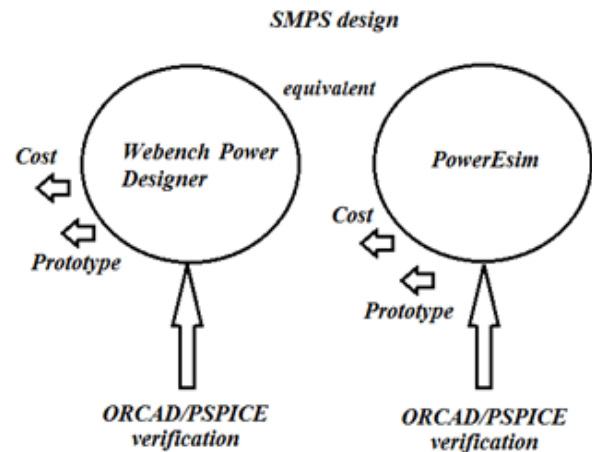 SMPS design
equivalent
Webench Power
Designer
Cost
Prototype
PowerEsim
Cost
Prototype
ORCAD/PSPICE
verification
ORCAD/PSPICE
verification